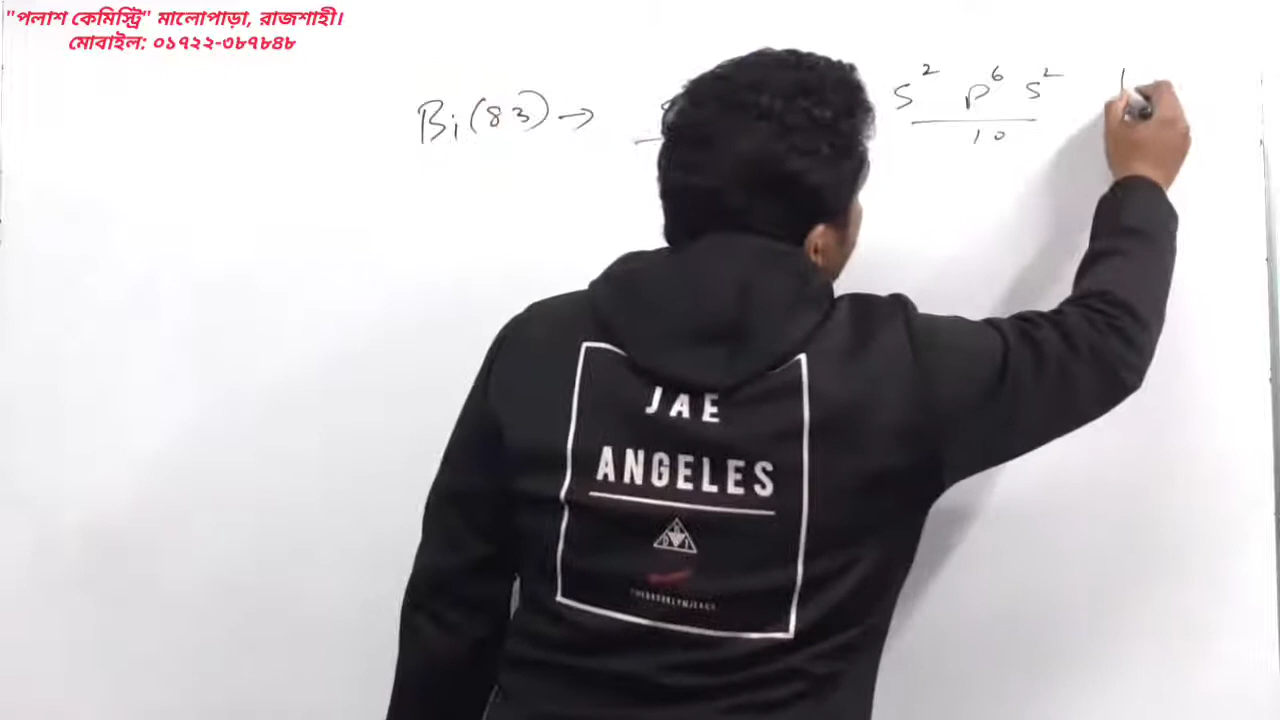 "পলাশ কেমিস্ট্রি" মালোপাড়া, রাজশাহী।
মোবাইল: ০১৭২২-৩৮৭৮৪৮
Bi(83) → S² P⁶ S²
10
JAE
ANGELES